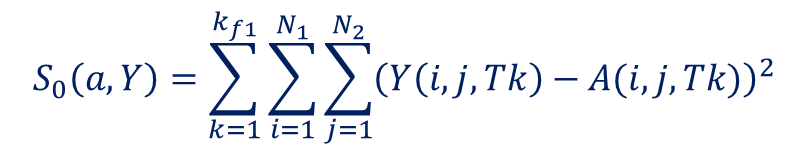 $S_0(a, Y) = \sum_{k=1}^{k_{f1}} \sum_{i=1}^{N_1} \sum_{j=1}^{N_2} (Y(i, j, Tk) - A(i, j, Tk))^2$